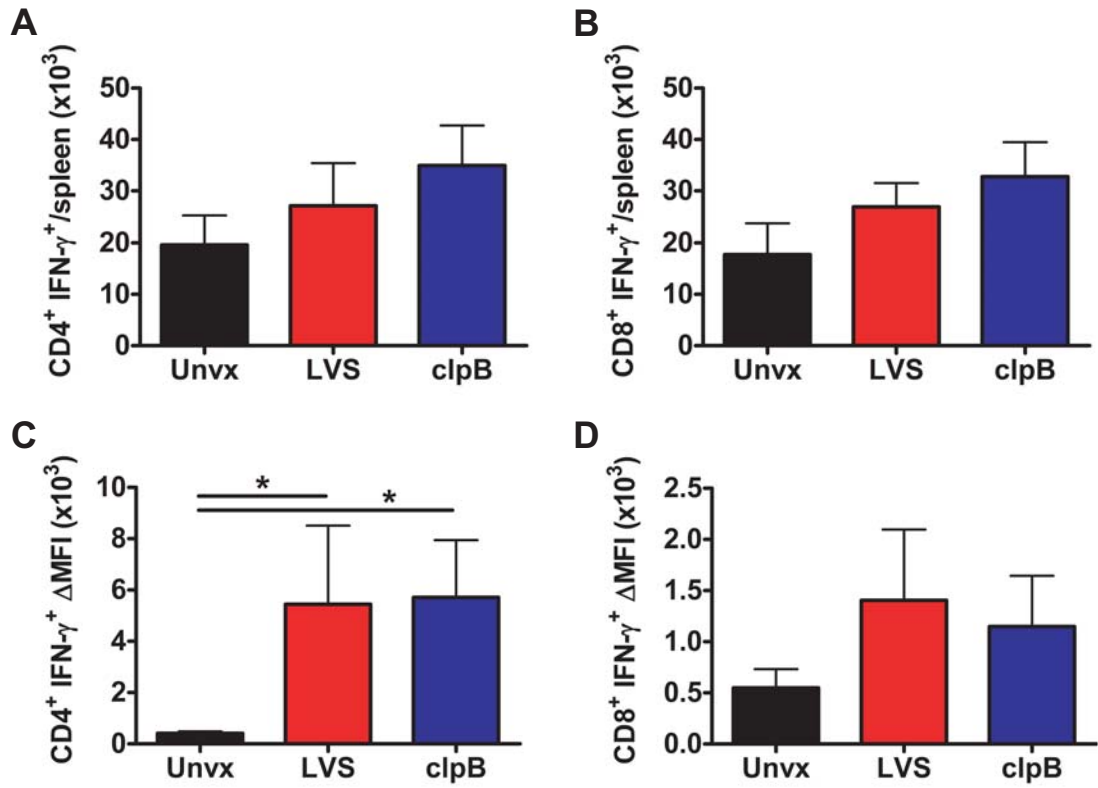 A
CD4⁺ IFN-γ⁺/spleen (x10³)
50
40
30
20
10
0
Unvx LVS clpB
B
CD8⁺ IFN-γ⁺/spleen (x10³)
50
40
30
20
10
0
Unvx LVS clpB
C
CD4⁺ IFN-γ⁺ ΔMFI (x10³)
10
8
6
4
2
0
*
*
Unvx LVS clpB
D
CD8⁺ IFN-γ⁺ ΔMFI (x10³)
2.5
2.0
1.5
1.0
0.5
0.0
Unvx LVS clpB